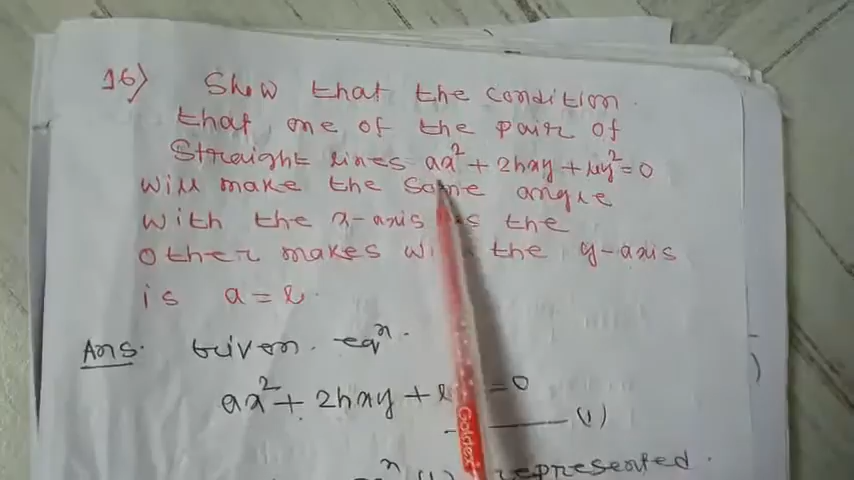 16) Show that the condition
that one of the pair of
straight lines ax²+2hxy+by²=0
will make the same angle
with the x-axis as the
other makes with the y-axis
is a = b.
Ans. Given. eqⁿ.
ax² + 2hxy + = 0
(1)
represented.
Golder